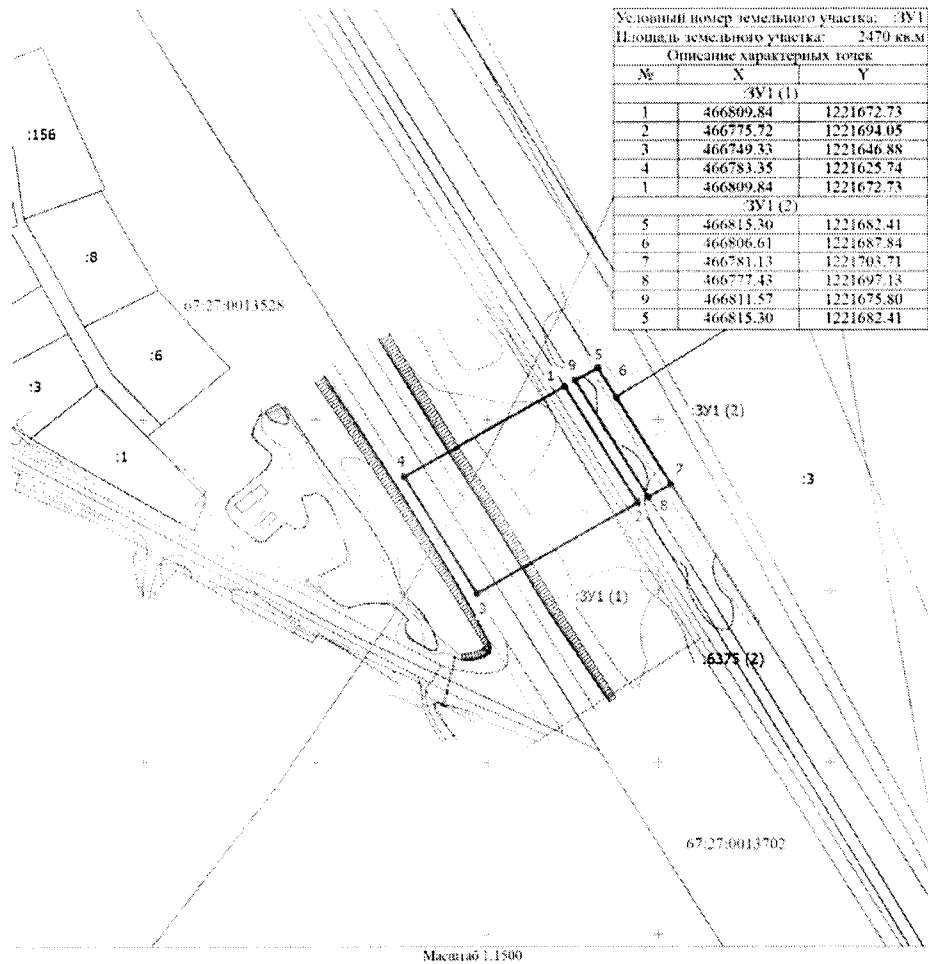 Условный номер земельного участка: :ЗУ1
Площадь земельного участка: 2470 кв.м
Описание характерных точек
№ X Y
:ЗУ1 (1)
1 466809.84 1221672.73
2 466775.72 1221694.05
3 466749.33 1221646.88
4 466783.35 1221625.74
1 466809.84 1221672.73
:ЗУ1 (2)
5 466815.30 1221682.41
6 466806.61 1221687.84
7 466781.13 1221703.71
8 466777.43 1221697.13
9 466811.57 1221675.80
5 466815.30 1221682.41
:156
:8
67:27:0013528
:6
:3
:1
1
9
5
6
:ЗУ1 (2)
4
7
:3
2
8
3
:ЗУ1 (1)
:6375 (2)
67:27:0013702
Масштаб 1:1500